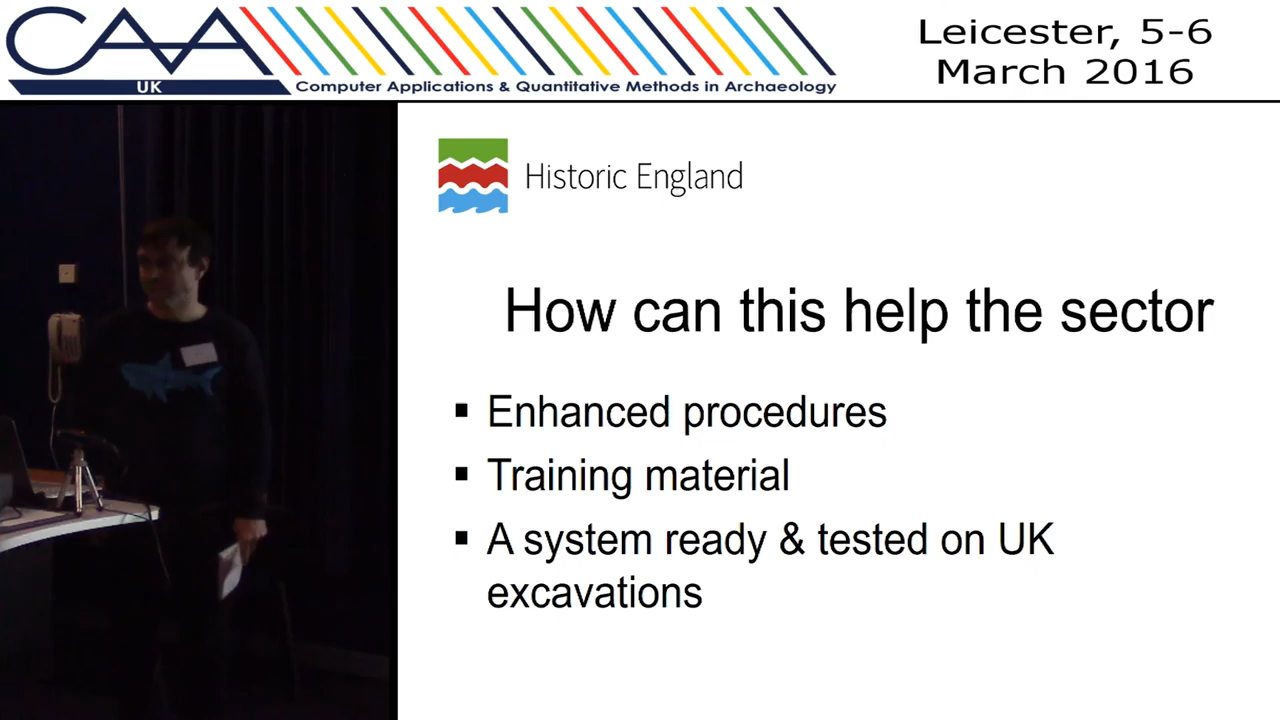 CAA
UK
Computer Applications & Quantitative Methods in Archaeology
Leicester, 5-6
March 2016
Historic England
How can this help the sector
▪ Enhanced procedures
▪ Training material
▪ A system ready & tested on UK
excavations